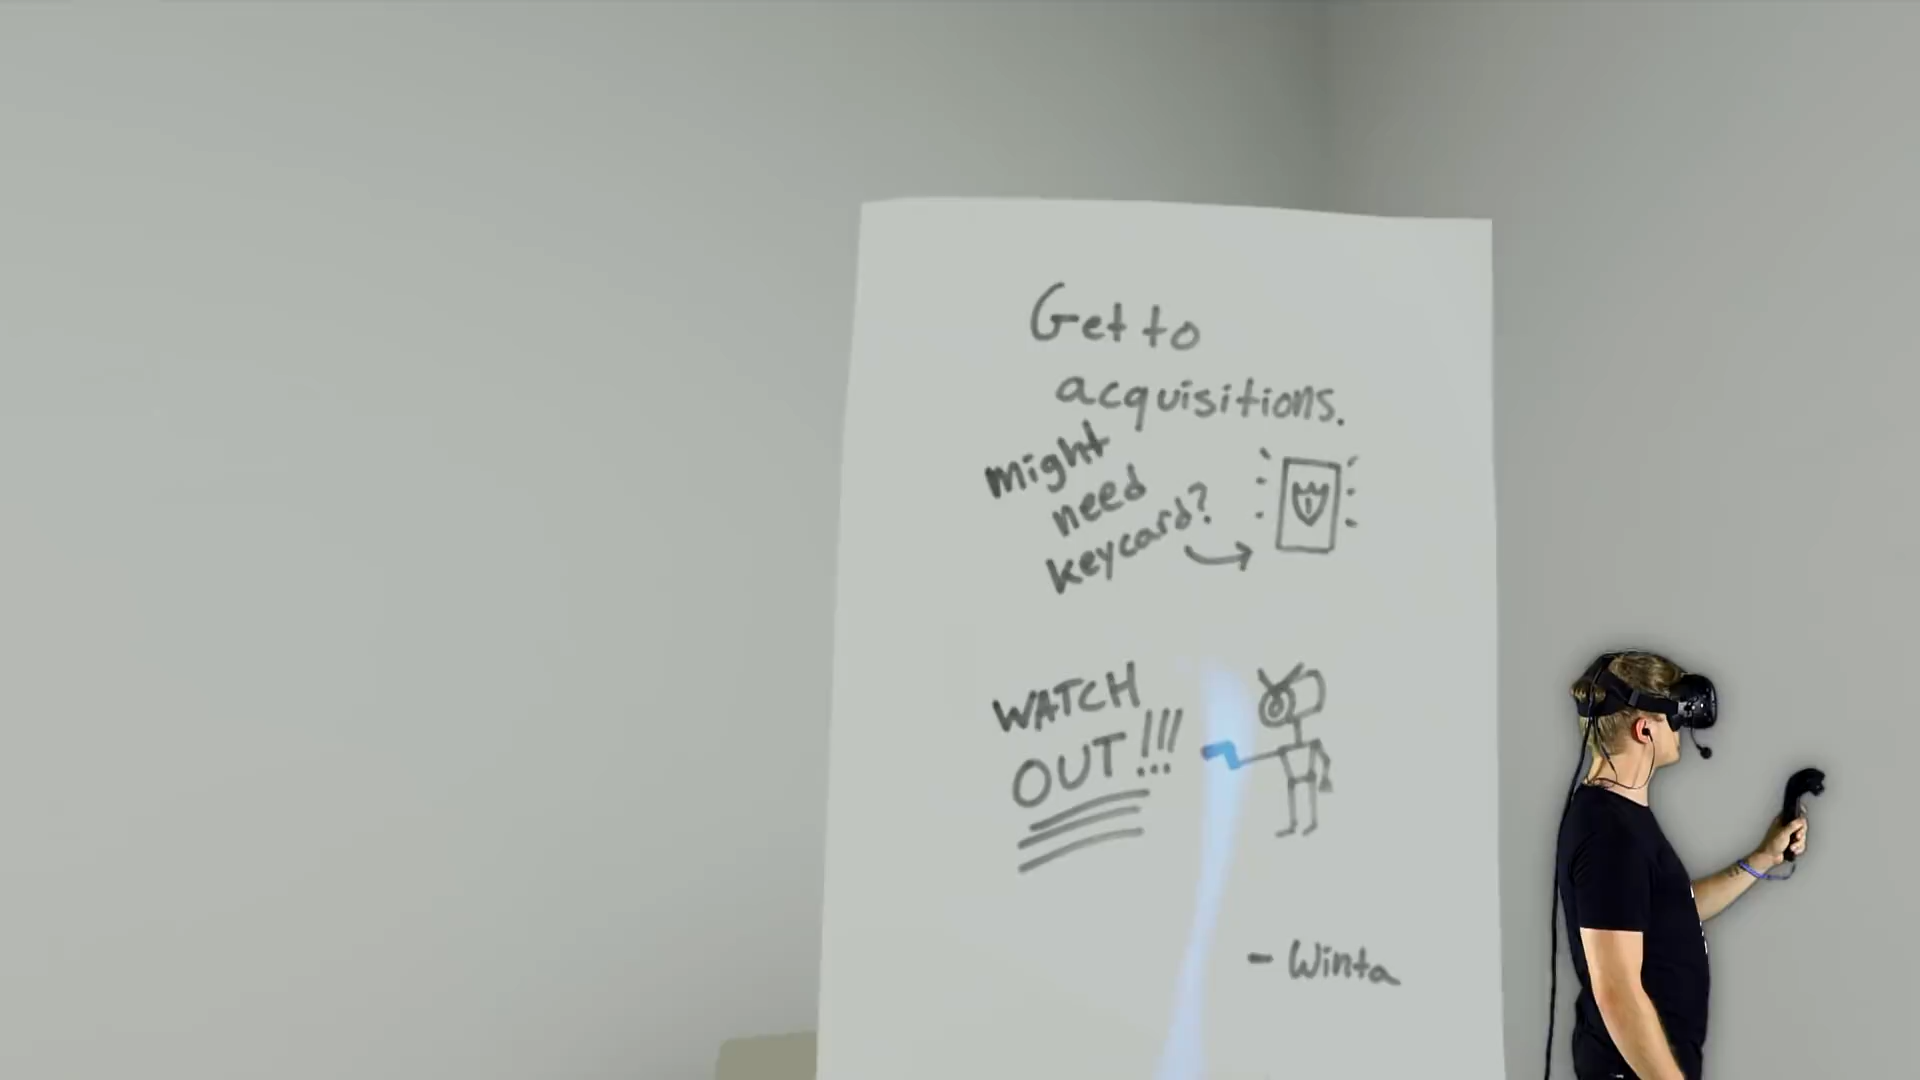 Get to
acquisitions.
might
need
keycard?
WATCH
OUT!!!
- Winta